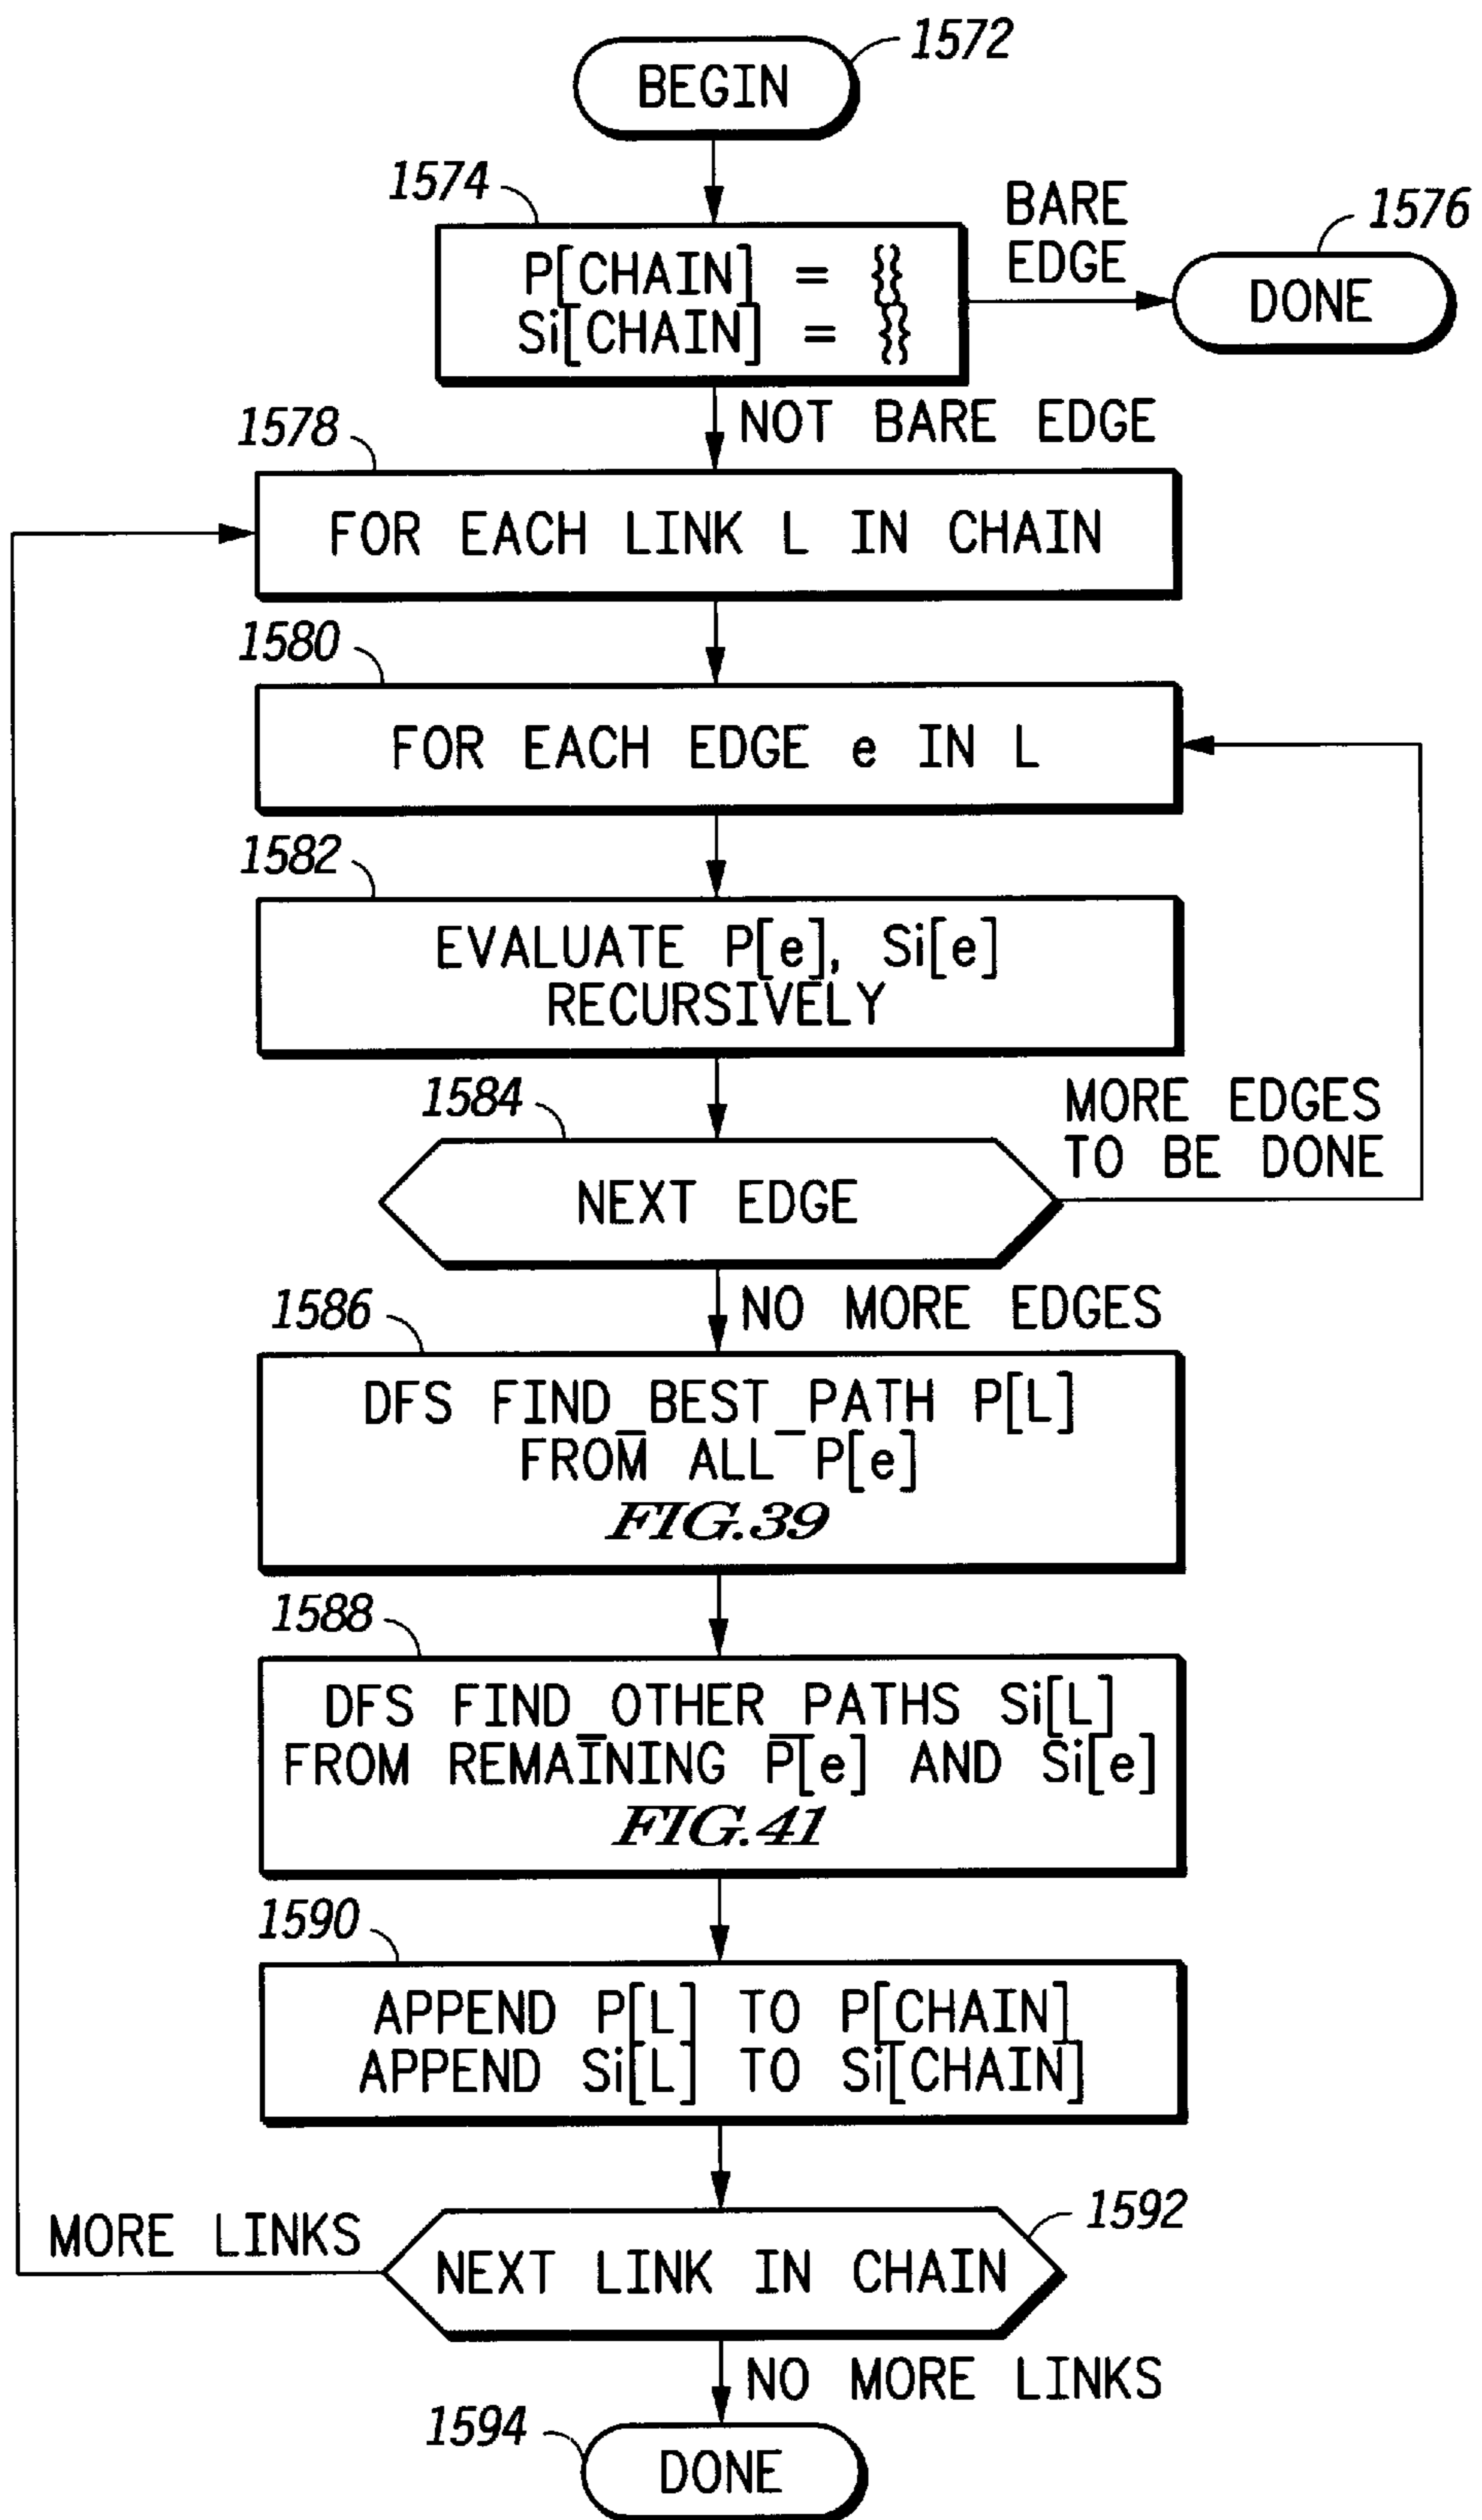 1572
BEGIN
1574
BARE
EDGE
1576
P[CHAIN] = {}
Si[CHAIN] = {}
DONE
NOT BARE EDGE
1578
FOR EACH LINK L IN CHAIN
1580
FOR EACH EDGE e IN L
1582
EVALUATE P[e], Si[e]
RECURSIVELY
1584
MORE EDGES
TO BE DONE
NEXT EDGE
NO MORE EDGES
1586
DFS FIND_BEST_PATH P[L]
FROM ALL P[e]
FIG.39
1588
DFS FIND_OTHER_PATHS Si[L]
FROM REMAINING P[e] AND Si[e]
FIG.41
1590
APPEND P[L] TO P[CHAIN]
APPEND Si[L] TO Si[CHAIN]
1592
MORE LINKS
NEXT LINK IN CHAIN
NO MORE LINKS
1594
DONE